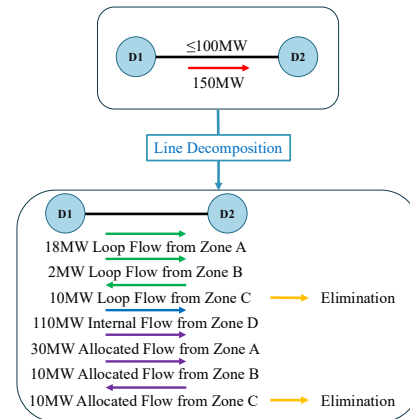 ≤100MW
D1 D2
150MW
Line Decomposition
D1 D2
18MW Loop Flow from Zone A
2MW Loop Flow from Zone B
10MW Loop Flow from Zone C Elimination
110MW Internal Flow from Zone D
30MW Allocated Flow from Zone A
10MW Allocated Flow from Zone B
10MW Allocated Flow from Zone C Elimination